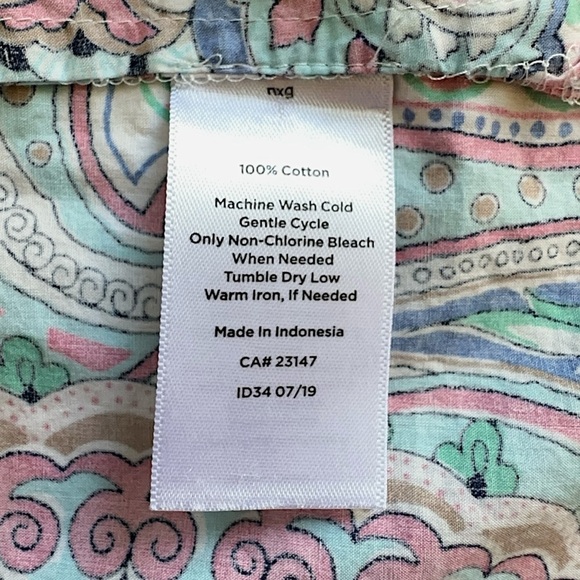 100% Cotton
Machine Wash Cold
Gentle Cycle
Only Non-Chlorine Bleach
When Needed
Tumble Dry Low
Warm Iron, If Needed
Made In Indonesia
CA# 23147
ID34 07/19